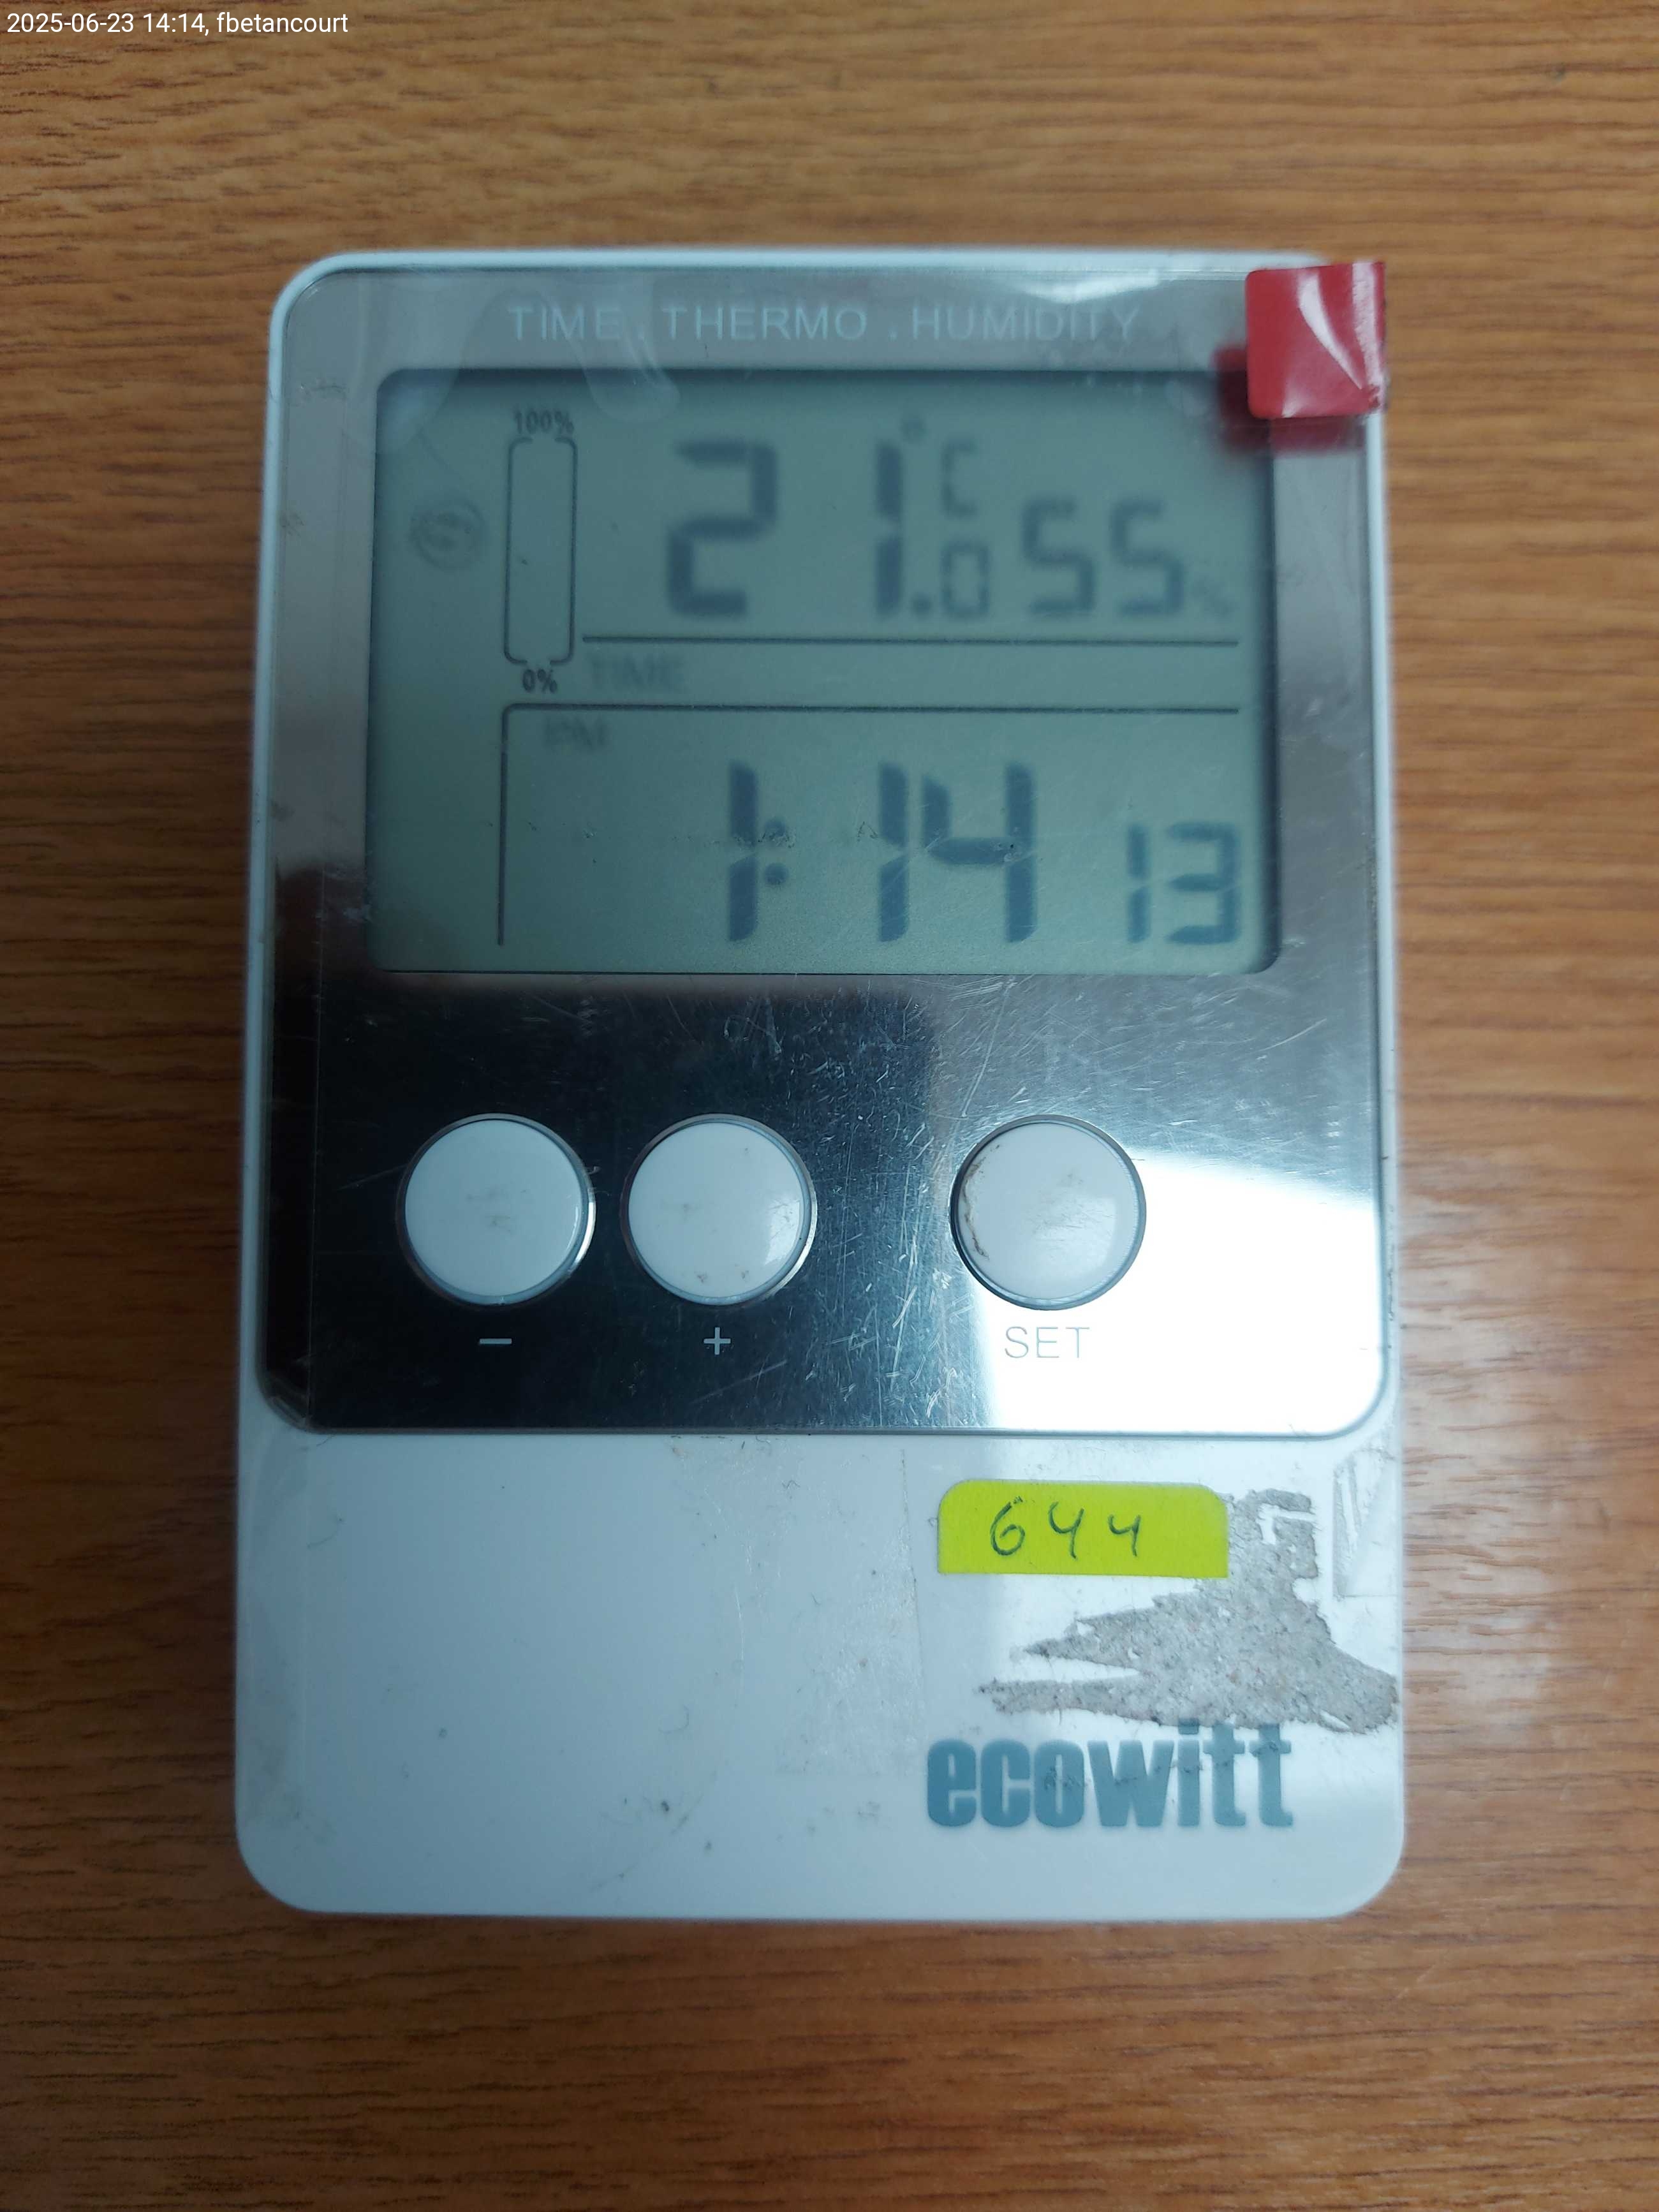 2025-06-23 14:14, fbetancourt
TIME . THERMO . HUMIDITY
100%
21.0 °C 55 %
0%
TIME
PM
1:14 13
− +
SET
644
ecowitt